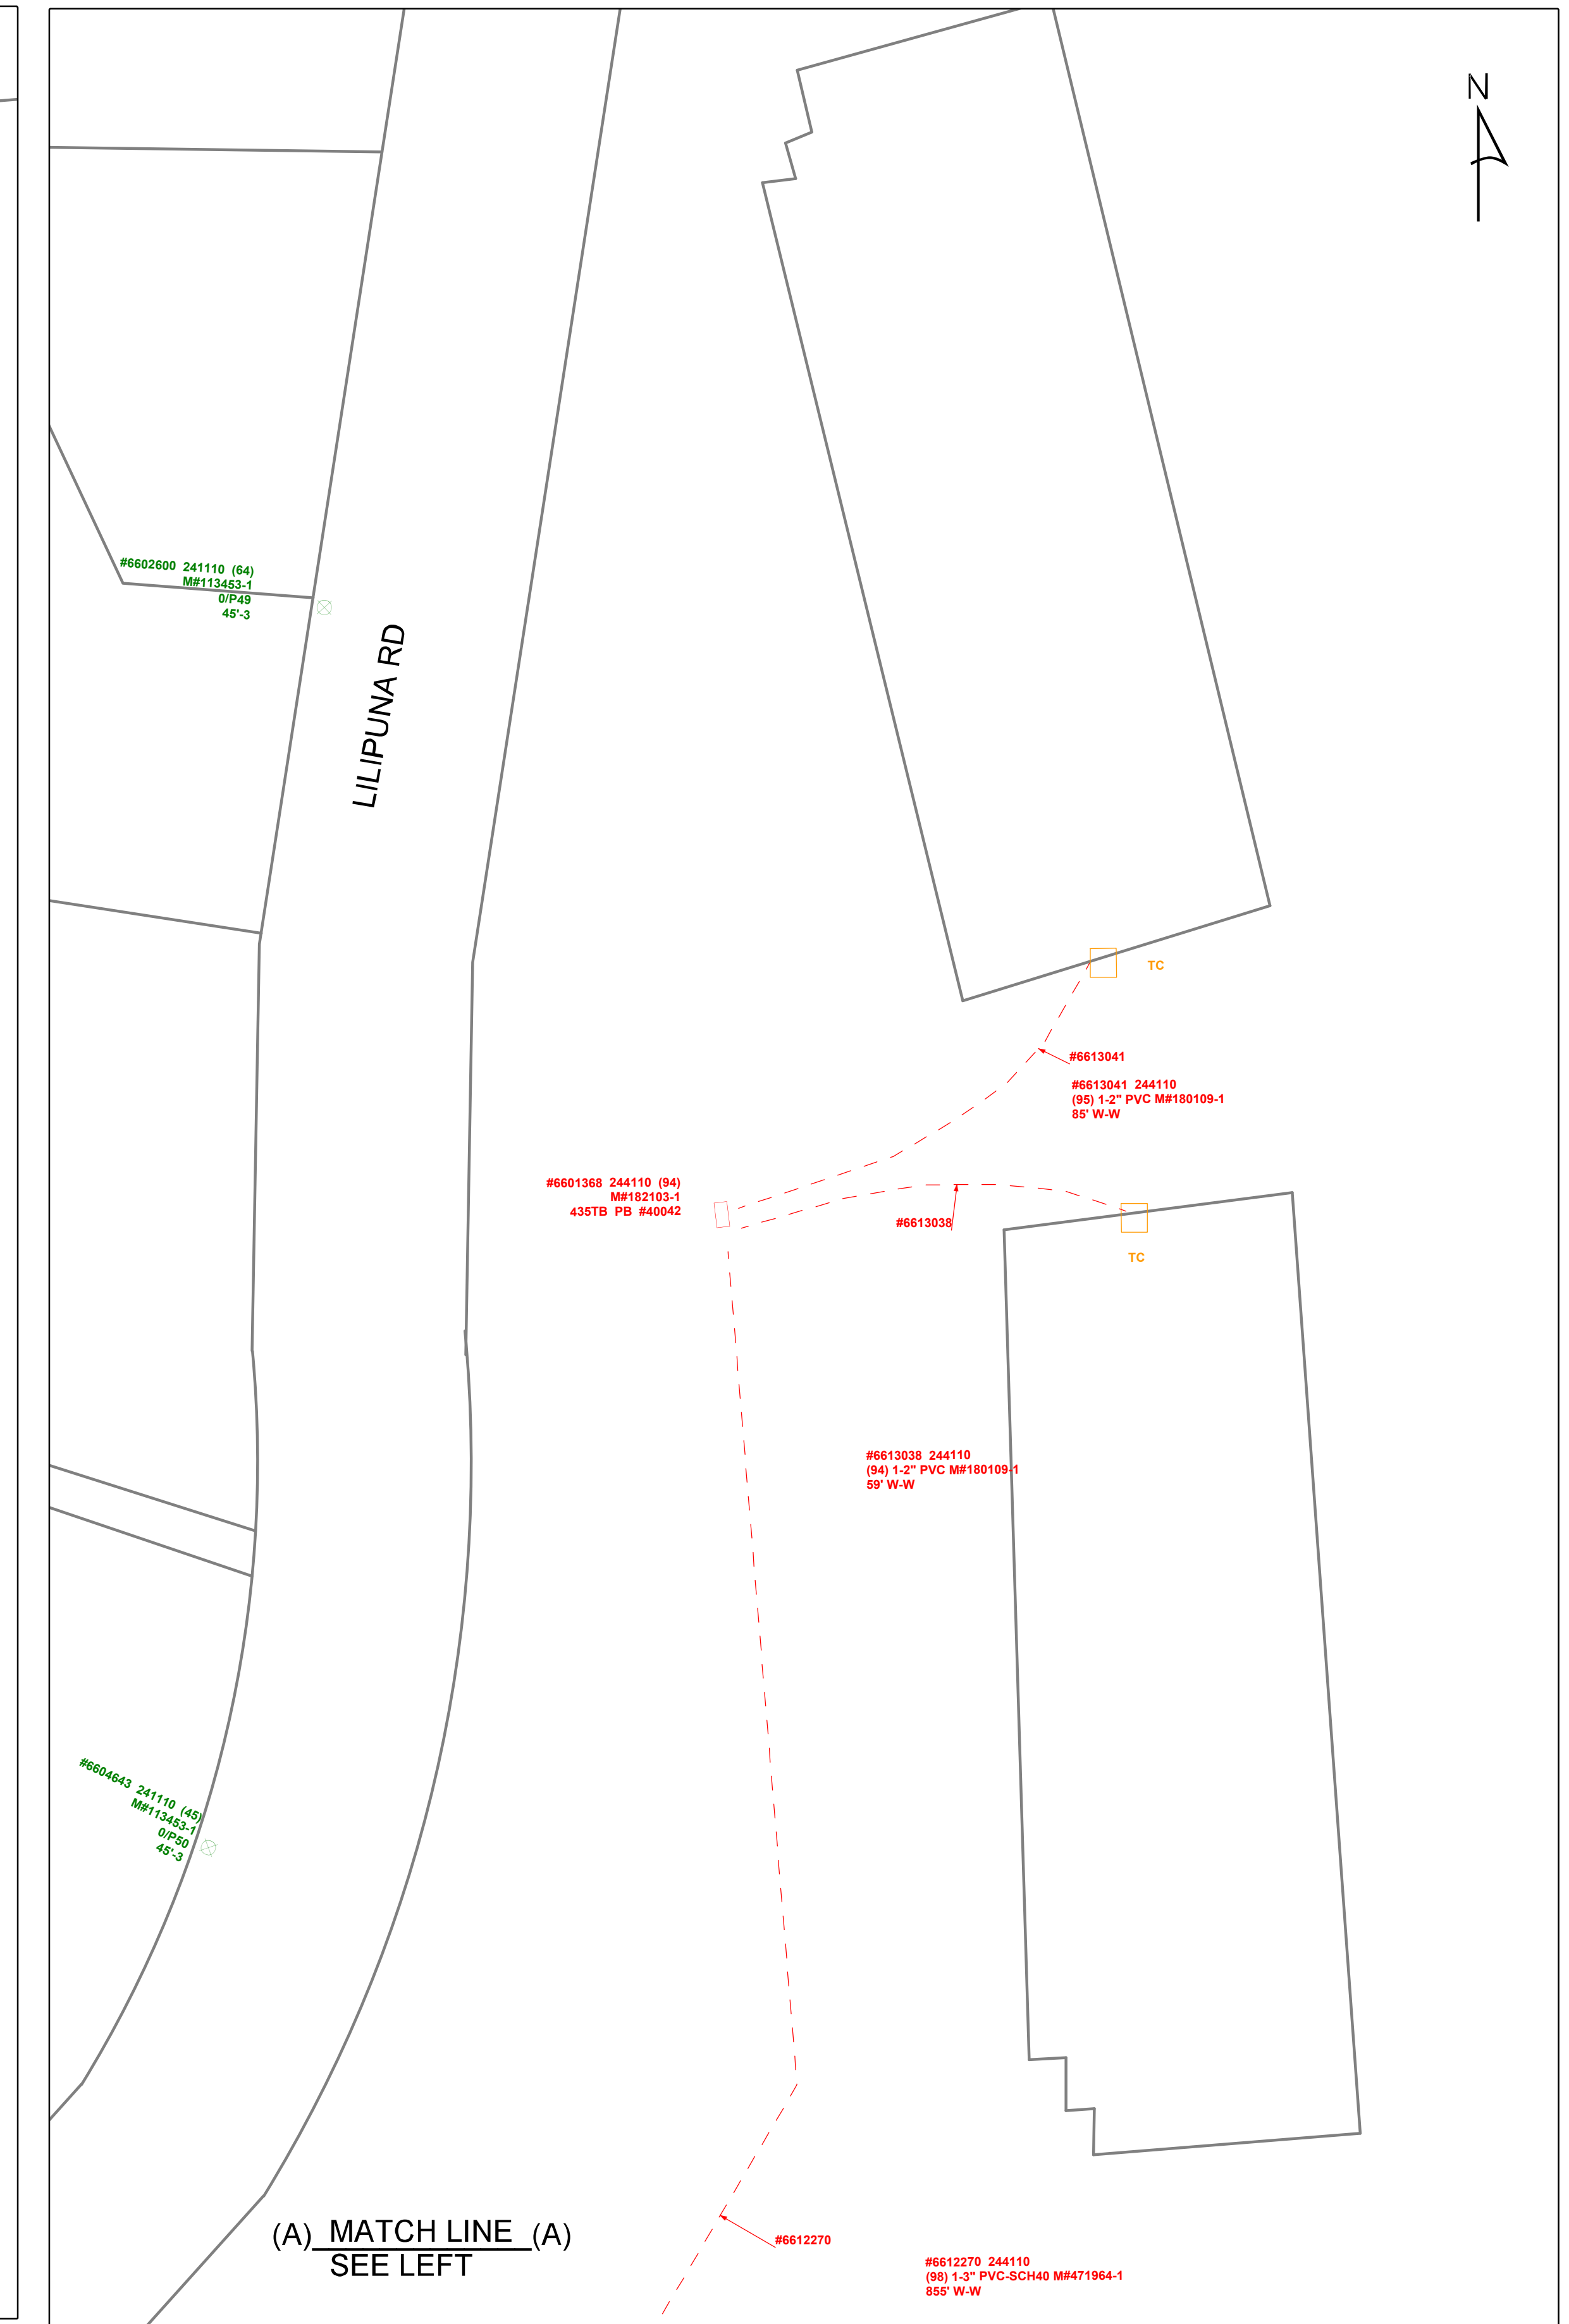 N
#6602600 241110 (64)
M#113453-1
0/P49
45'-3
LILIPUNA RD
TC
#6613041
#6613041 244110
(95) 1-2" PVC M#180109-1
85' W-W
#6601368 244110 (94)
M#182103-1
435TB PB #40042
#6613038
TC
#6613038 244110
(94) 1-2" PVC M#180109-1
59' W-W
#6604643 241110 (45)
M#113453-1
0/P50
45'-3
(A) MATCH LINE (A)
SEE LEFT
#6612270
#6612270 244110
(98) 1-3" PVC-SCH40 M#471964-1
855' W-W